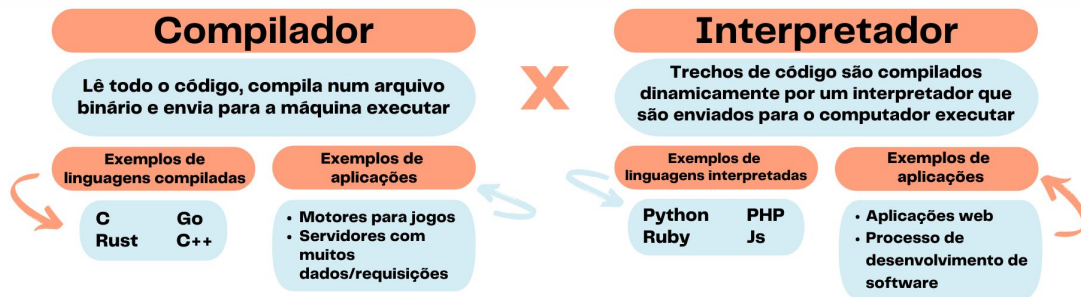 Compilador
Lê todo o código, compila num arquivo
binário e envia para a máquina executar
Exemplos de
linguagens compiladas
C Go
Rust C++
Exemplos de
aplicações
• Motores para jogos
• Servidores com
muitos
dados/requisições
X
Interpretador
Trechos de código são compilados
dinamicamente por um interpretador que
são enviados para o computador executar
Exemplos de
linguagens interpretadas
Python PHP
Ruby Js
Exemplos de
aplicações
• Aplicações web
• Processo de
desenvolvimento de
software